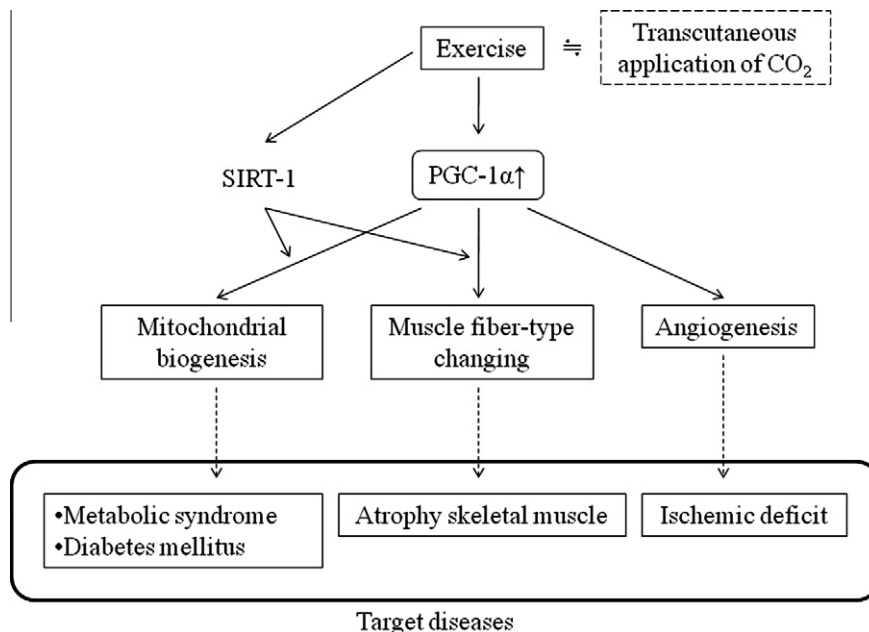 Exercise
≒
Transcutaneous
application of CO₂
SIRT-1
PGC-1α↑
Mitochondrial
biogenesis
Muscle fiber-type
changing
Angiogenesis
•Metabolic syndrome
•Diabetes mellitus
Atrophy skeletal muscle
Ischemic deficit
Target diseases